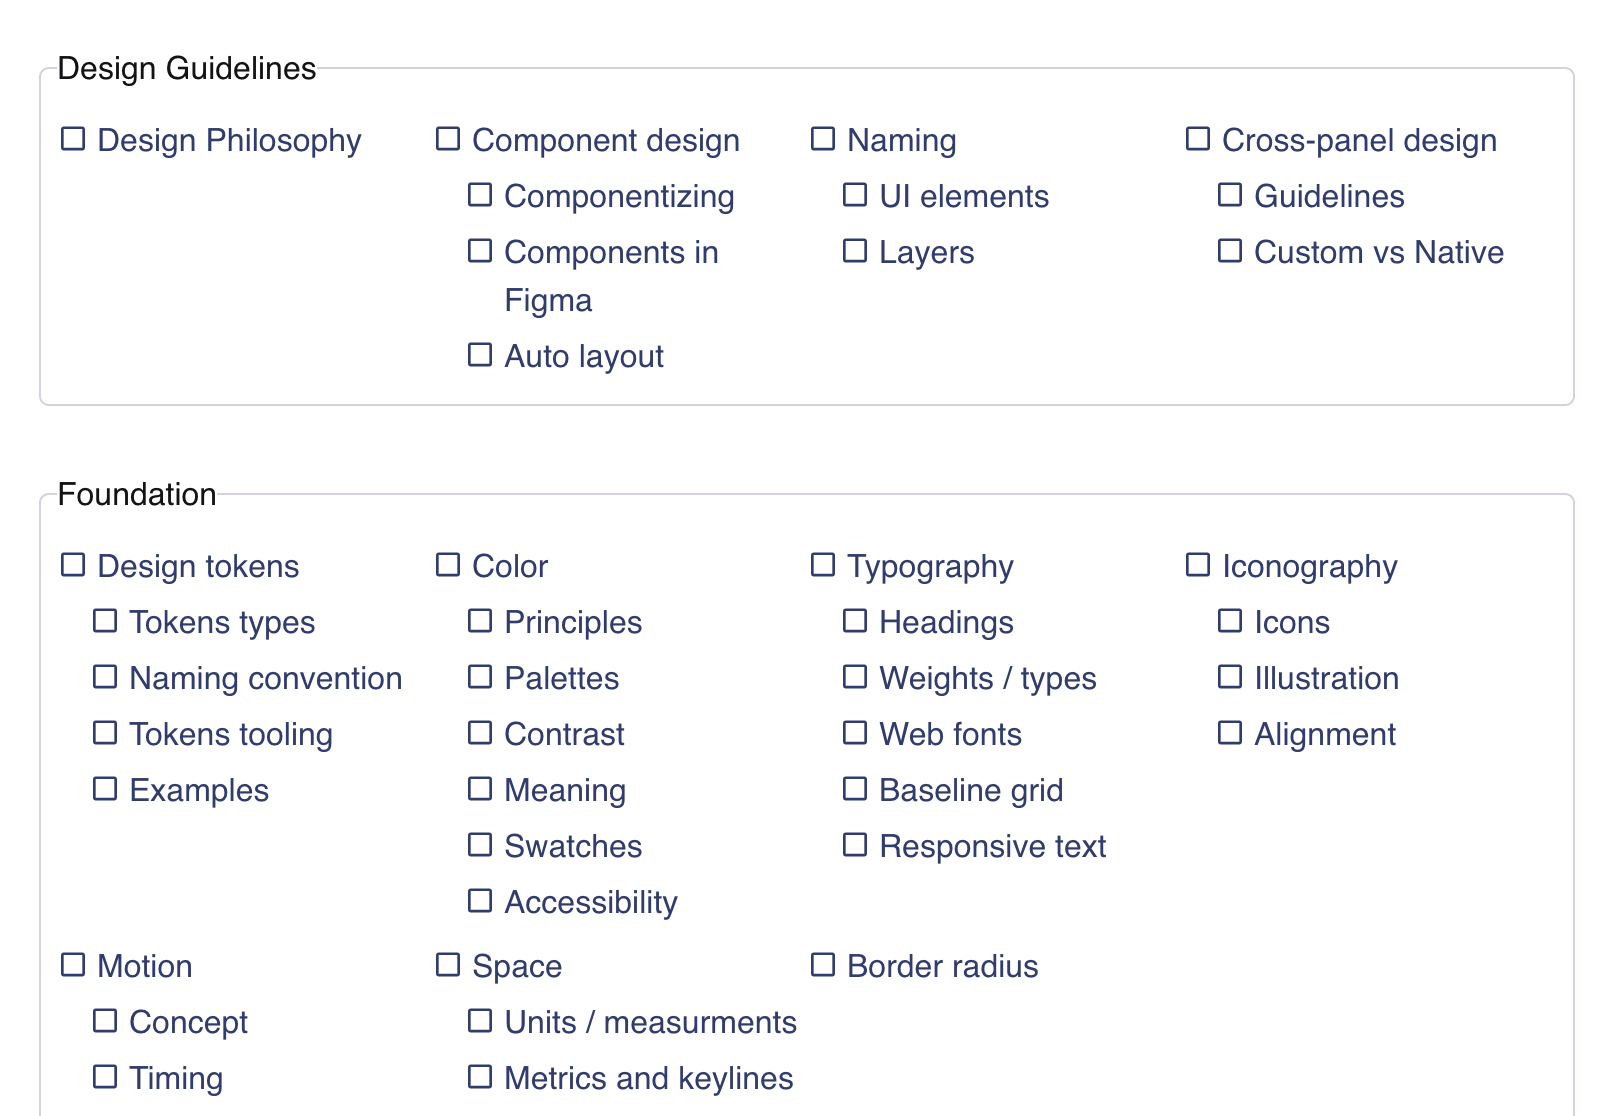 Design Guidelines
Design Philosophy
Component design
Componentizing
Components in
Figma
Auto layout
Naming
UI elements
Layers
Cross-panel design
Guidelines
Custom vs Native
Foundation
Design tokens
Tokens types
Naming convention
Tokens tooling
Examples
Color
Principles
Palettes
Contrast
Meaning
Swatches
Accessibility
Typography
Headings
Weights / types
Web fonts
Baseline grid
Responsive text
Iconography
Icons
Illustration
Alignment
Motion
Concept
Timing
Space
Units / measurments
Metrics and keylines
Border radius